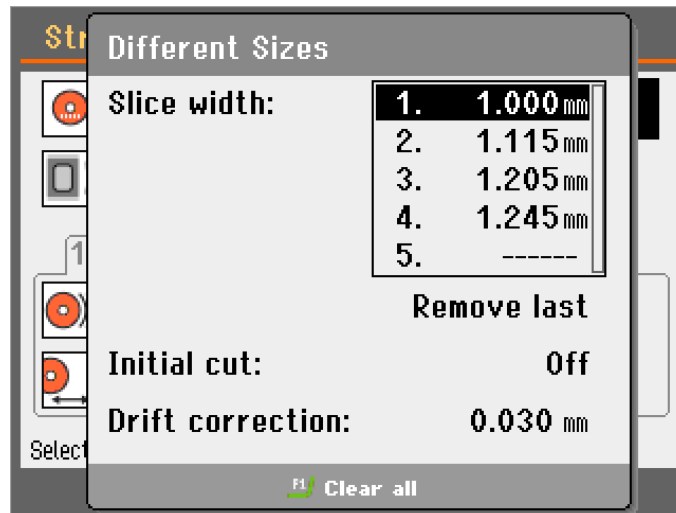 Str
Different Sizes
Slice width:
1. 1.000 mm
2. 1.115 mm
3. 1.205 mm
4. 1.245 mm
5. ------
1
Remove last
Initial cut: Off
Drift correction: 0.030 mm
Select
F1 Clear all